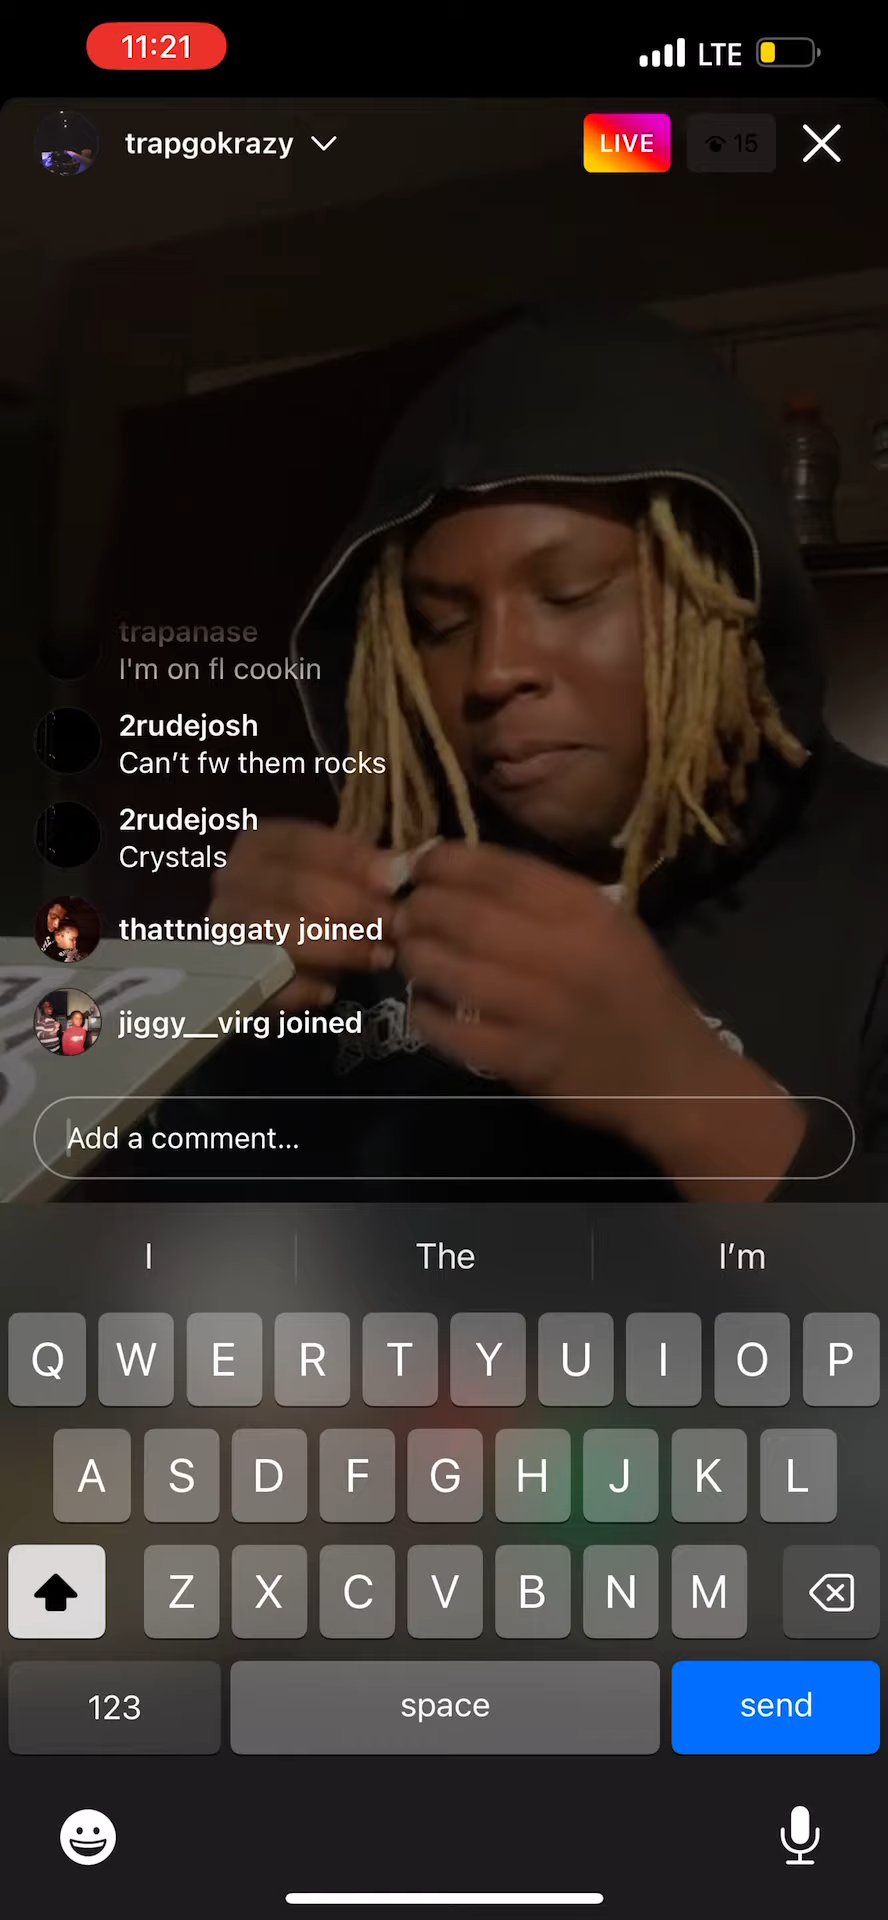 11:21
LTE
trapgokrazy
LIVE
15
trapanase
I'm on fl cookin
2rudejosh
Can't fw them rocks
2rudejosh
Crystals
thattniggaty joined
jiggy__virg joined
Add a comment...
I The I'm
Q W E R T Y U I O P
A S D F G H J K L
Z X C V B N M
123 space send